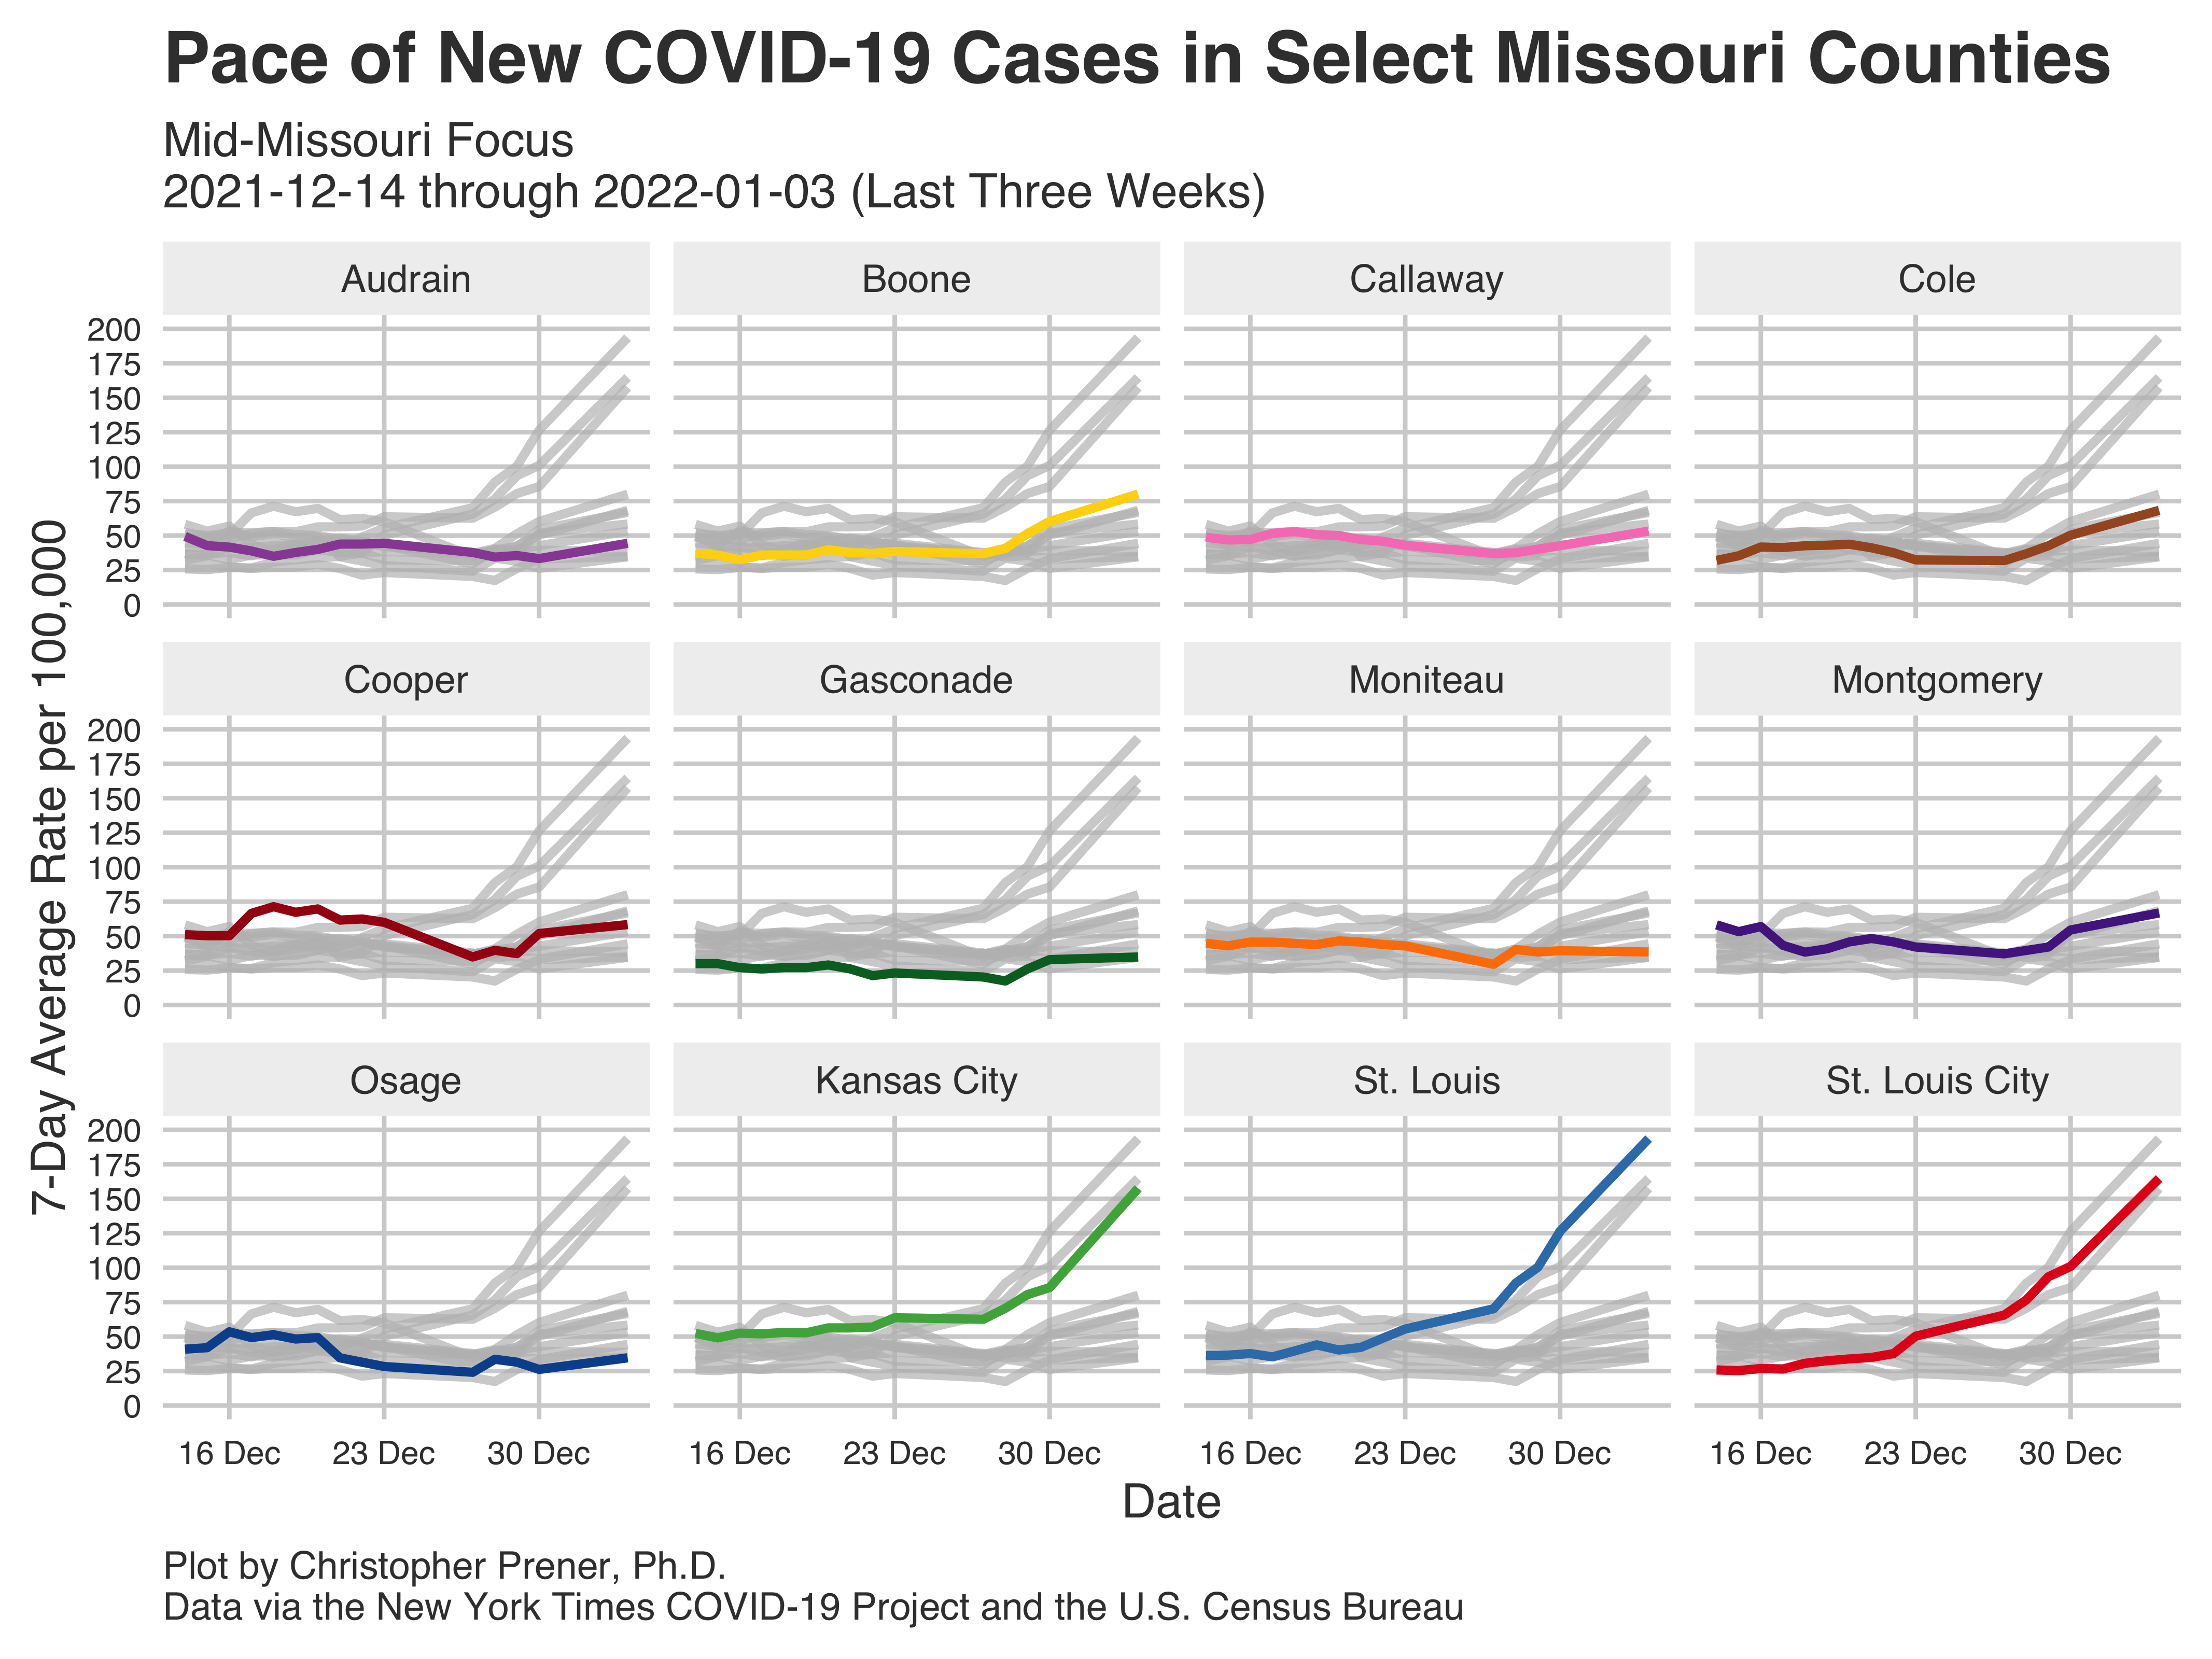 Pace of New COVID-19 Cases in Select Missouri Counties
Mid-Missouri Focus
2021-12-14 through 2022-01-03 (Last Three Weeks)
7-Day Average Rate per 100,000
Audrain
Boone
Callaway
Cole
200
175
150
125
100
75
50
25
0
Cooper
Gasconade
Moniteau
Montgomery
200
175
150
125
100
75
50
25
0
Osage
Kansas City
St. Louis
St. Louis City
200
175
150
125
100
75
50
25
0
16 Dec 23 Dec 30 Dec
16 Dec 23 Dec 30 Dec
16 Dec 23 Dec 30 Dec
16 Dec 23 Dec 30 Dec
Date
Plot by Christopher Prener, Ph.D.
Data via the New York Times COVID-19 Project and the U.S. Census Bureau